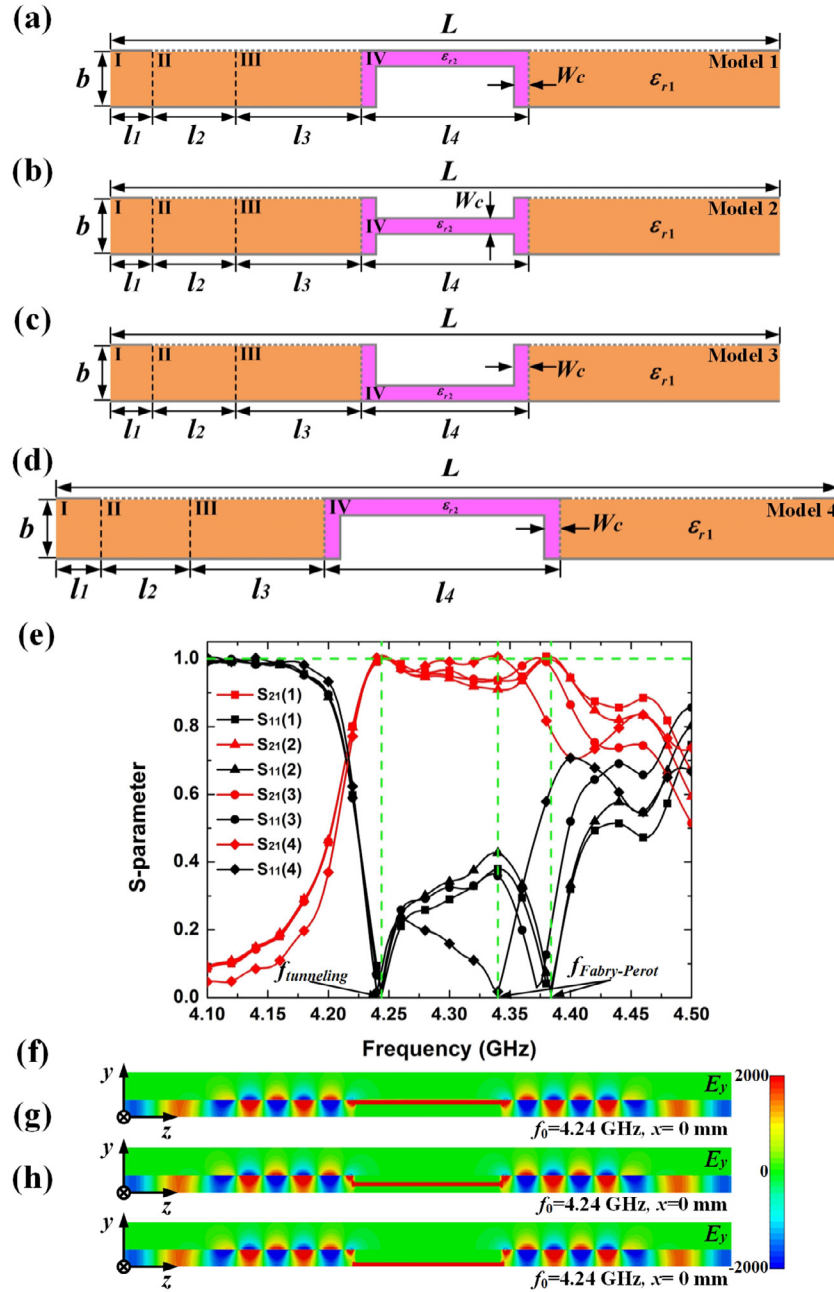 (a)
L
I II III IV εr2 Model 1
b Wc εr1
l1 l2 l3 l4
(b)
L
I II III Wc Model 2
b IV εr2 εr1
l1 l2 l3 l4
(c)
L
I II III Model 3
b Wc εr1
IV εr2
l1 l2 l3 l4
(d)
L
I II III IV εr2 Model 4
b Wc εr1
l1 l2 l3 l4
(e)
S-parameter
1.0
0.8
0.6
0.4
0.2
0.0
S21(1)
S11(1)
S21(2)
S11(2)
S21(3)
S11(3)
S21(4)
S11(4)
ftunneling
fFabry-Perot
4.10 4.15 4.20 4.25 4.30 4.35 4.40 4.45 4.50
Frequency (GHz)
(f)
y Ey 2000
z
f0=4.24 GHz, x= 0 mm
(g)
y Ey 0
z
f0=4.24 GHz, x= 0 mm
(h)
y Ey
z -2000
f0=4.24 GHz, x= 0 mm